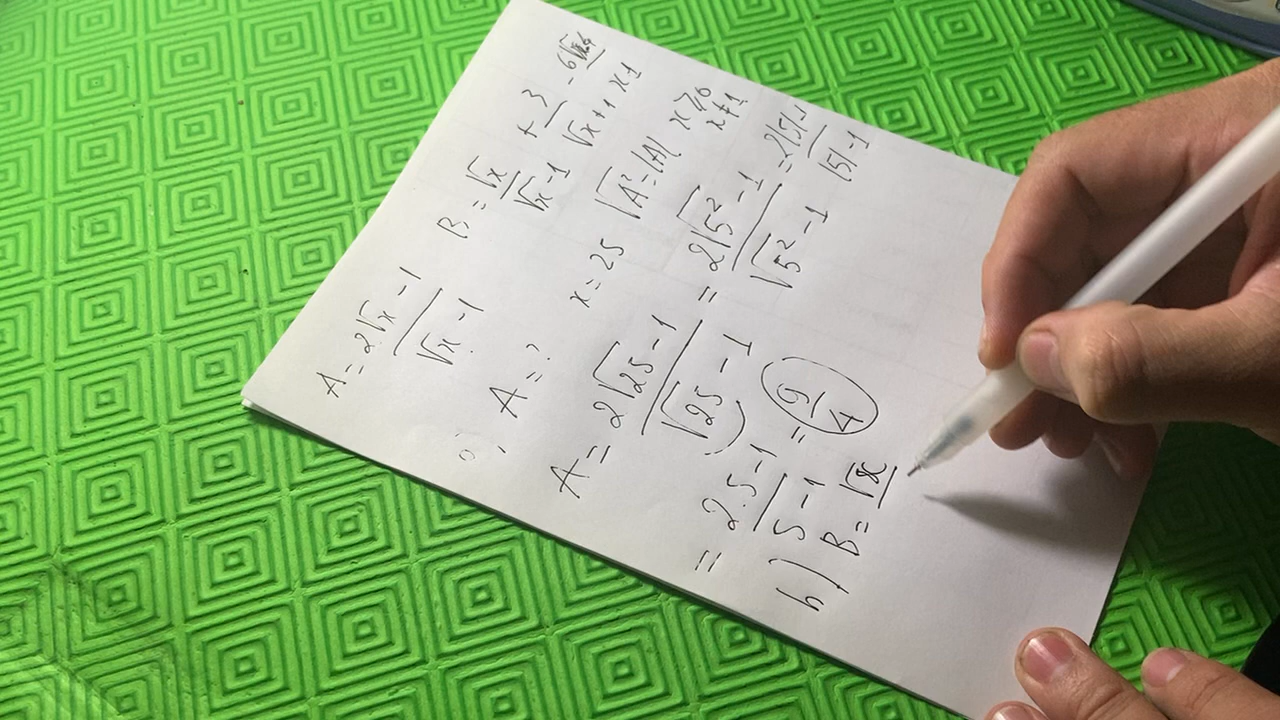 A = 2√x - 1 / √x - 1   B = √x / √x - 1 + 3 / √x + 1 - 6√x - 4 / x - 1
a) A = ?   x = 25   √A² = |A|   x ≥ 0
x ≠ 1
A = 2√25 - 1 / √25 - 1 = 2√5² - 1 / √5² - 1 = 2|5| - 1 / |5| - 1
= 2.5 - 1 / 5 - 1 = 9 / 4
b) B = √x